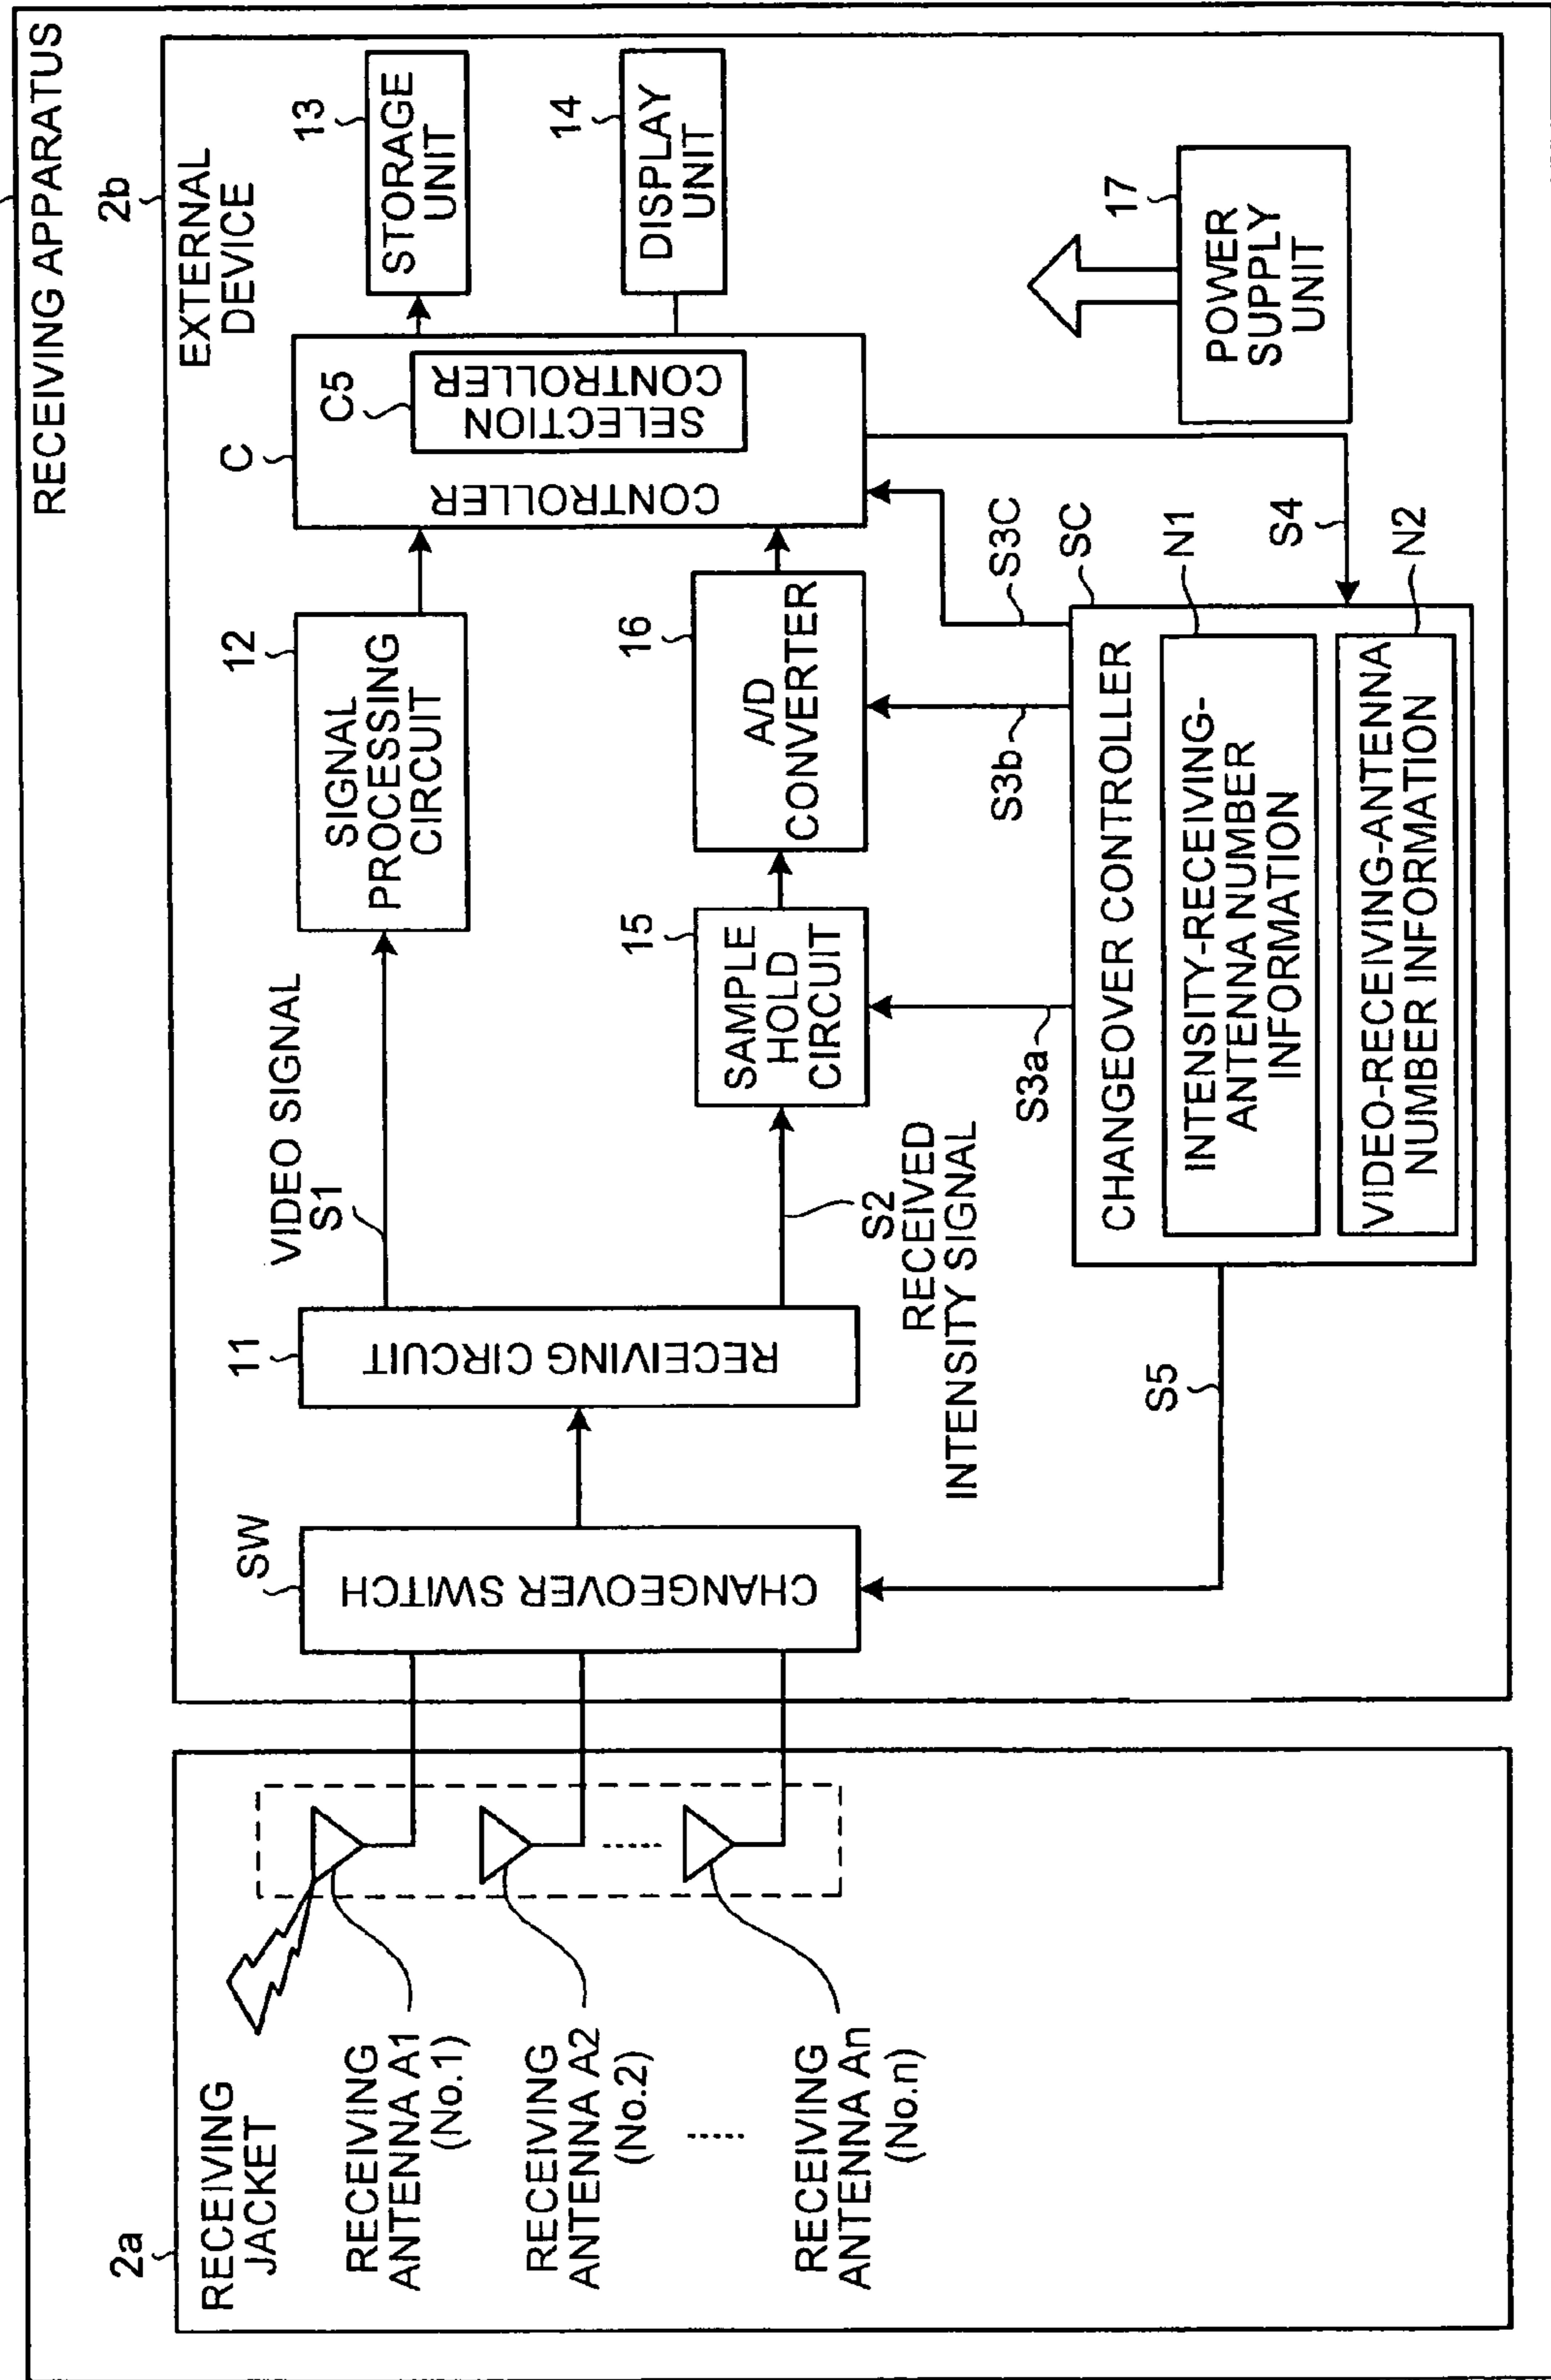 RECEIVING APPARATUS
2a
RECEIVING
JACKET
RECEIVING
ANTENNA A1
(No.1)
RECEIVING
ANTENNA A2
(No.2)
......
RECEIVING
ANTENNA An
(No.n)
......
2b
EXTERNAL
DEVICE
SW
CHANGEOVER SWITCH
11
RECEIVING CIRCUIT
VIDEO SIGNAL
S1
S2
RECEIVED
INTENSITY SIGNAL
12
SIGNAL
PROCESSING
CIRCUIT
15
SAMPLE
HOLD
CIRCUIT
16
A/D
CONVERTER
C
CONTROLLER
C5
SELECTION
CONTROLLER
13
STORAGE
UNIT
14
DISPLAY
UNIT
S3a
S3b
S3C
SC
CHANGEOVER CONTROLLER
N1
INTENSITY-RECEIVING-
ANTENNA NUMBER
INFORMATION
N2
VIDEO-RECEIVING-ANTENNA
NUMBER INFORMATION
S4
S5
17
POWER
SUPPLY
UNIT